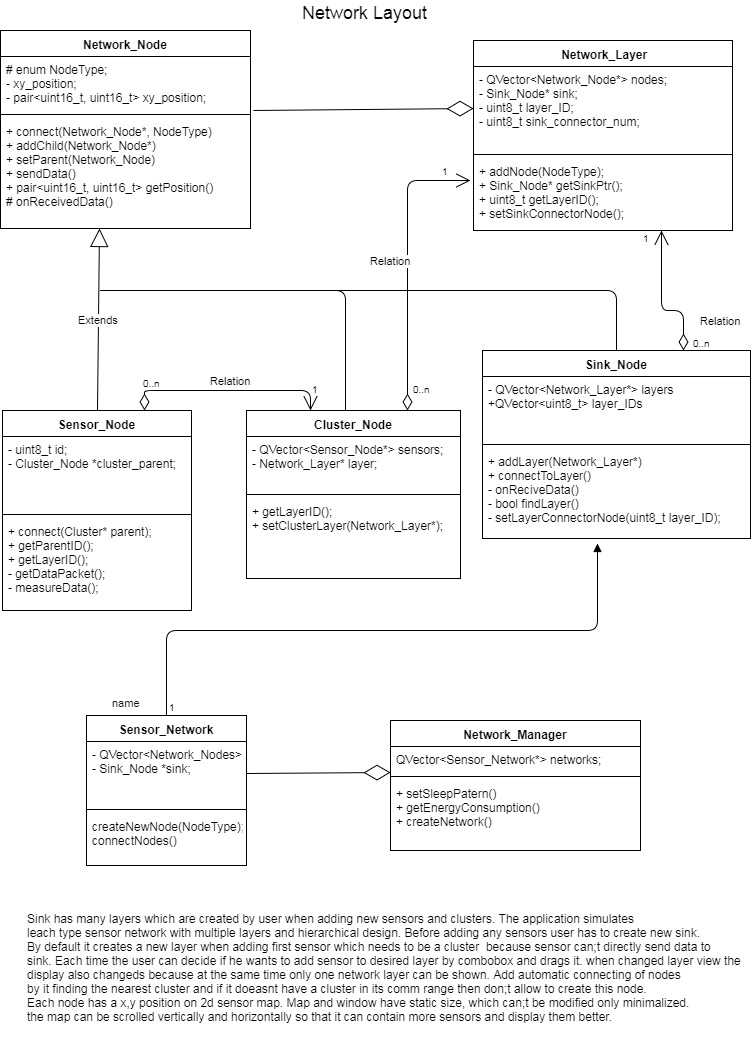 Network Layout
Network_Node
# enum NodeType;
- xy_position;
- pair<uint16_t, uint16_t> xy_position;
+ connect(Network_Node*, NodeType)
+ addChild(Network_Node*)
+ setParent(Network_Node)
+ sendData()
+ pair<uint16_t, uint16_t> getPosition()
# onReceivedData()
Network_Layer
- QVector<Network_Node*> nodes;
- Sink_Node* sink;
- uint8_t layer_ID;
- uint8_t sink_connector_num;
+ addNode(NodeType);
+ Sink_Node* getSinkPtr();
+ uint8_t getLayerID();
+ setSinkConnectorNode();
1
1
Relation
Extends
Relation
0..n
0..n
Relation
1
0..n
Sensor_Node
- uint8_t id;
- Cluster_Node *cluster_parent;
+ connect(Cluster* parent);
+ getParentID();
+ getLayerID();
- getDataPacket();
- measureData();
Cluster_Node
- QVector<Sensor_Node*> sensors;
- Network_Layer* layer;
+ getLayerID();
+ setClusterLayer(Network_Layer*);
Sink_Node
- QVector<Network_Layer*> layers
+QVector<uint8_t> layer_IDs
+ addLayer(Network_Layer*)
+ connectToLayer()
- onReciveData()
- bool findLayer()
- setLayerConnectorNode(uint8_t layer_ID);
name
1
Sensor_Network
- QVector<Network_Nodes>
- Sink_Node *sink;
createNewNode(NodeType);
connectNodes()
Network_Manager
QVector<Sensor_Network*> networks;
+ setSleepPatern()
+ getEnergyConsumption()
+ createNetwork()
Sink has many layers which are created by user when adding new sensors and clusters. The application simulates
leach type sensor network with multiple layers and hierarchical design. Before adding any sensors user has to create new sink.
By default it creates a new layer when adding first sensor which needs to be a cluster  because sensor can;t directly send data to
sink. Each time the user can decide if he wants to add sensor to desired layer by combobox and drags it. when changed layer view the
display also changeds because at the same time only one network layer can be shown. Add automatic connecting of nodes
by it finding the nearest cluster and if it doeasnt have a cluster in its comm range then don;t allow to create this node.
Each node has a x,y position on 2d sensor map. Map and window have static size, which can;t be modified only minimalized.
the map can be scrolled vertically and horizontally so that it can contain more sensors and display them better.